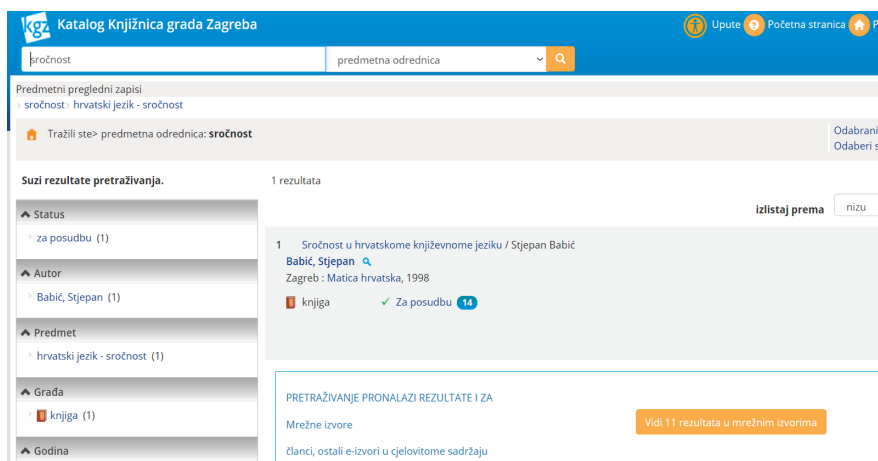 kgz Katalog Knjižnica grada Zagreba
Upute Početna stranica P
sročnost predmetna odrednica
Predmetni pregledni zapisi
sročnost› hrvatski jezik - sročnost
Tražili ste> predmetna odrednica: sročnost
Odabrani
Odaberi s
Suzi rezultate pretraživanja.
1 rezultata
izlistaj prema nizu
Status
za posudbu (1)
1 Sročnost u hrvatskome književnome jeziku / Stjepan Babić
Babić, Stjepan
Zagreb : Matica hrvatska, 1998
knjiga Za posudbu 14
Autor
Babić, Stjepan (1)
Predmet
hrvatski jezik - sročnost (1)
Građa
knjiga (1)
Godina
PRETRAŽIVANJE PRONALAZI REZULTATE I ZA
Mrežne izvore
Vidi 11 rezultata u mrežnim izvorima
članci, ostali e-izvori u cjelovitome sadržaju